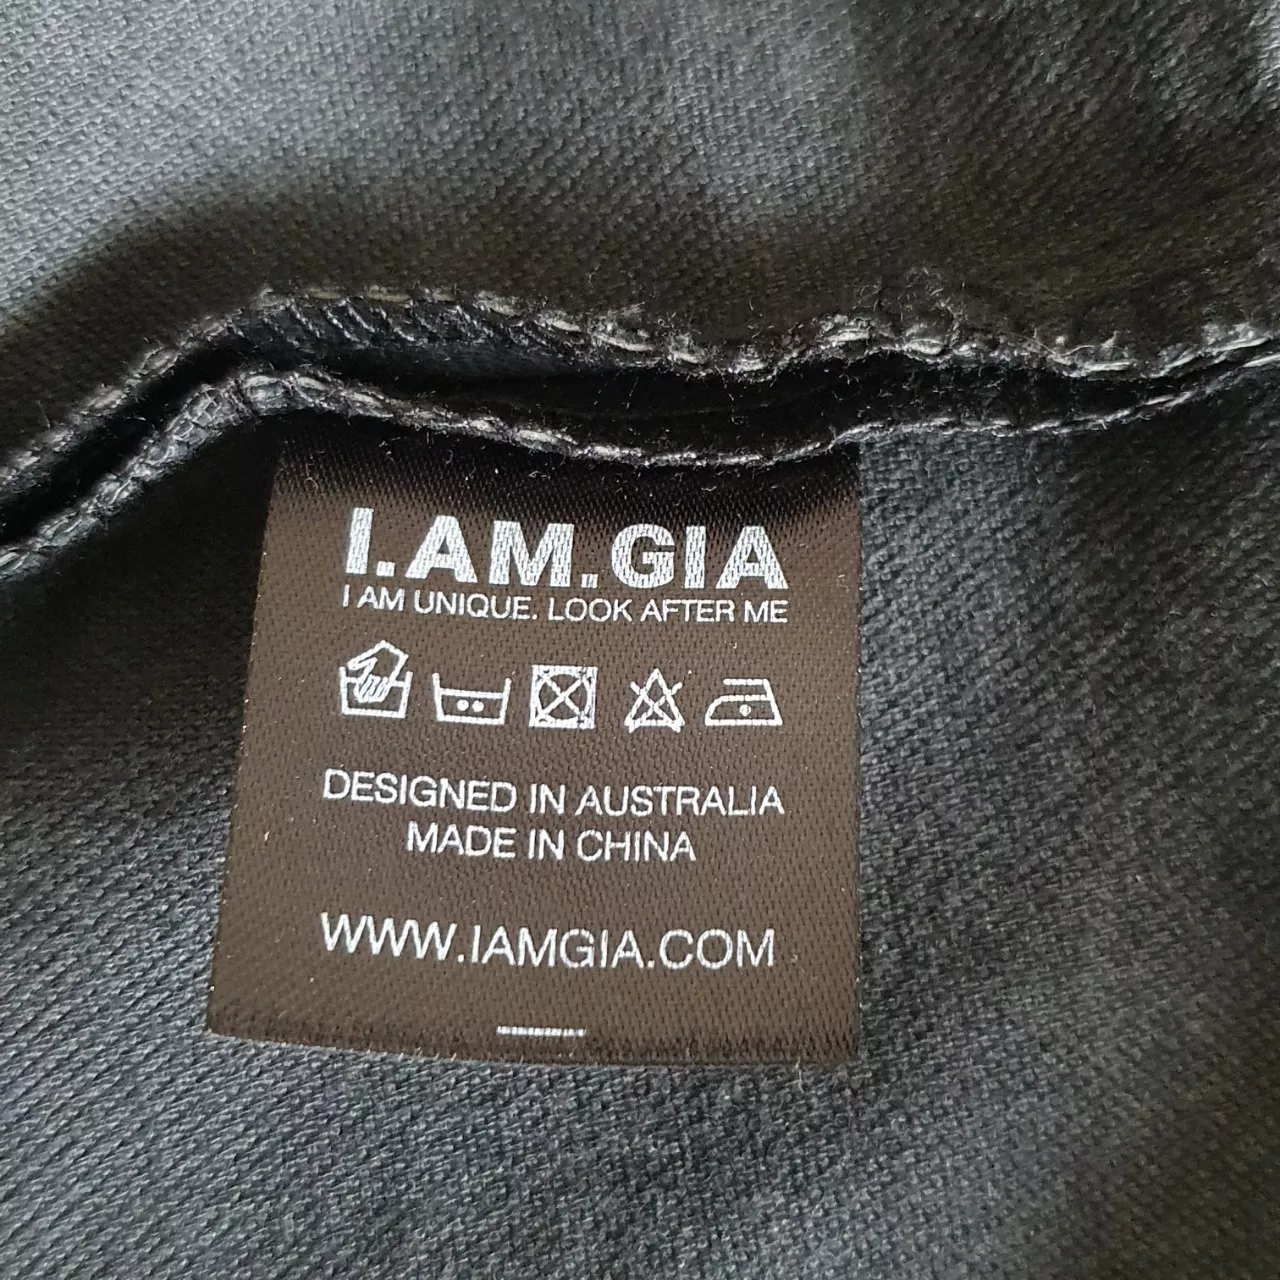 I.AM.GIA
I AM UNIQUE. LOOK AFTER ME
DESIGNED IN AUSTRALIA
MADE IN CHINA
WWW.IAMGIA.COM